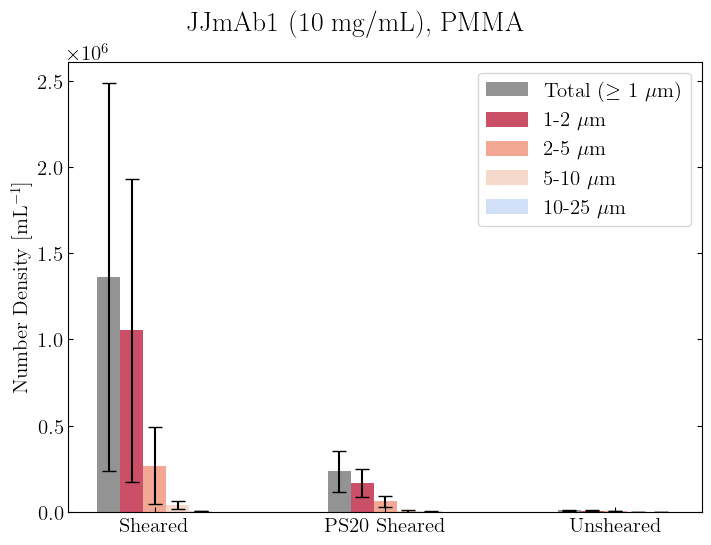 JJmAb1 (10 mg/mL), PMMA
×10⁶
2.5
2.0
1.5
1.0
0.5
0.0
Number Density [mL⁻¹]
Total (≥ 1 μm)
1-2 μm
2-5 μm
5-10 μm
10-25 μm
Sheared
PS20 Sheared
Unsheared